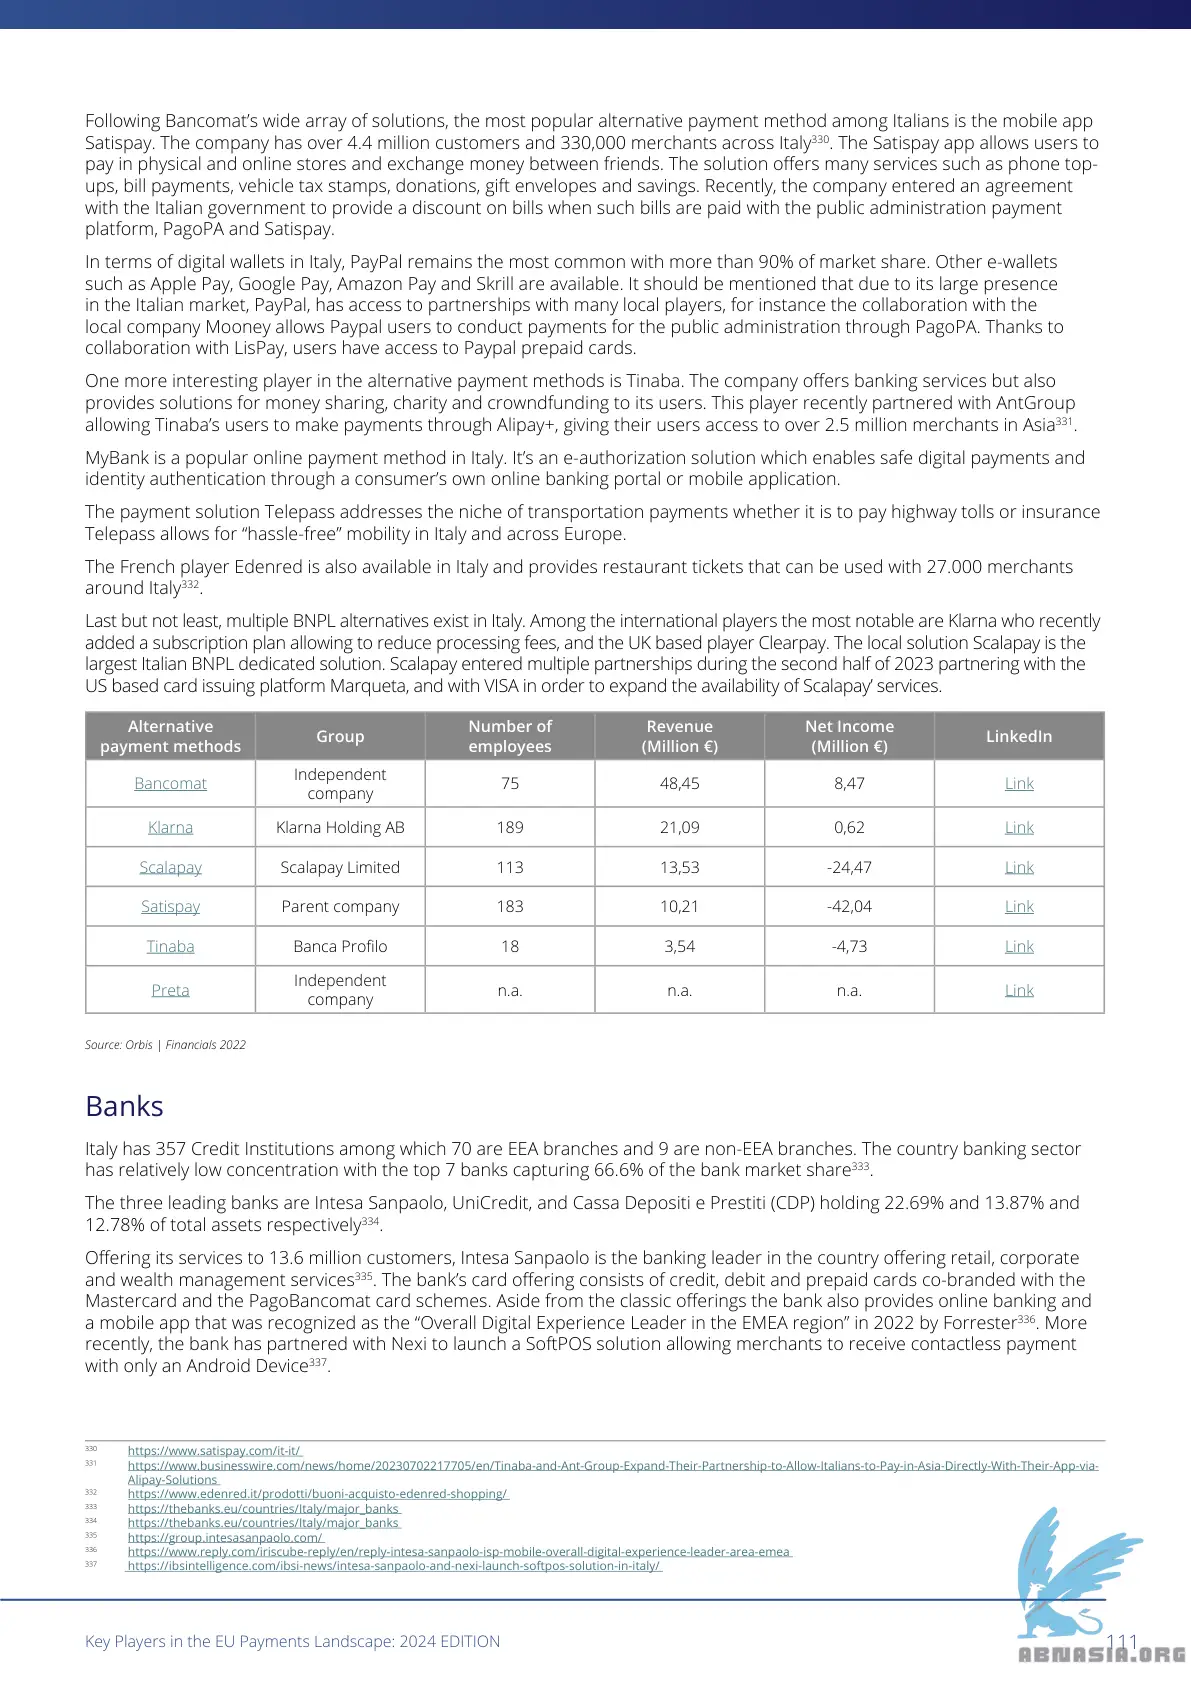 Following Bancomat’s wide array of solutions, the most popular alternative payment method among Italians is the mobile app
Satispay. The company has over 4.4 million customers and 330,000 merchants across Italy330. The Satispay app allows users to
pay in physical and online stores and exchange money between friends. The solution offers many services such as phone top-
ups, bill payments, vehicle tax stamps, donations, gift envelopes and savings. Recently, the company entered an agreement
with the Italian government to provide a discount on bills when such bills are paid with the public administration payment
platform, PagoPA and Satispay.
In terms of digital wallets in Italy, PayPal remains the most common with more than 90% of market share. Other e-wallets
such as Apple Pay, Google Pay, Amazon Pay and Skrill are available. It should be mentioned that due to its large presence
in the Italian market, PayPal, has access to partnerships with many local players, for instance the collaboration with the
local company Mooney allows Paypal users to conduct payments for the public administration through PagoPA. Thanks to
collaboration with LisPay, users have access to Paypal prepaid cards.
One more interesting player in the alternative payment methods is Tinaba. The company offers banking services but also
provides solutions for money sharing, charity and crowndfunding to its users. This player recently partnered with AntGroup
allowing Tinaba’s users to make payments through Alipay+, giving their users access to over 2.5 million merchants in Asia331.
MyBank is a popular online payment method in Italy. It’s an e-authorization solution which enables safe digital payments and
identity authentication through a consumer’s own online banking portal or mobile application.
The payment solution Telepass addresses the niche of transportation payments whether it is to pay highway tolls or insurance
Telepass allows for “hassle-free” mobility in Italy and across Europe.
The French player Edenred is also available in Italy and provides restaurant tickets that can be used with 27.000 merchants
around Italy332.
Last but not least, multiple BNPL alternatives exist in Italy. Among the international players the most notable are Klarna who recently
added a subscription plan allowing to reduce processing fees, and the UK based player Clearpay. The local solution Scalapay is the
largest Italian BNPL dedicated solution. Scalapay entered multiple partnerships during the second half of 2023 partnering with the
US based card issuing platform Marqueta, and with VISA in order to expand the availability of Scalapay’ services.
Alternative payment methods Group Number of employees Revenue (Million €) Net Income (Million €) LinkedIn
Bancomat Independent company 75 48,45 8,47 Link
Klarna Klarna Holding AB 189 21,09 0,62 Link
Scalapay Scalapay Limited 113 13,53 -24,47 Link
Satispay Parent company 183 10,21 -42,04 Link
Tinaba Banca Profilo 18 3,54 -4,73 Link
Preta Independent company n.a. n.a. n.a. Link
Source: Orbis | Financials 2022
Banks
Italy has 357 Credit Institutions among which 70 are EEA branches and 9 are non-EEA branches. The country banking sector
has relatively low concentration with the top 7 banks capturing 66.6% of the bank market share333.
The three leading banks are Intesa Sanpaolo, UniCredit, and Cassa Depositi e Prestiti (CDP) holding 22.69% and 13.87% and
12.78% of total assets respectively334.
Offering its services to 13.6 million customers, Intesa Sanpaolo is the banking leader in the country offering retail, corporate
and wealth management services335. The bank’s card offering consists of credit, debit and prepaid cards co-branded with the
Mastercard and the PagoBancomat card schemes. Aside from the classic offerings the bank also provides online banking and
a mobile app that was recognized as the “Overall Digital Experience Leader in the EMEA region” in 2022 by Forrester336. More
recently, the bank has partnered with Nexi to launch a SoftPOS solution allowing merchants to receive contactless payment
with only an Android Device337.
330 https://www.satispay.com/it-it/
331 https://www.businesswire.com/news/home/20230702217705/en/Tinaba-and-Ant-Group-Expand-Their-Partnership-to-Allow-Italians-to-Pay-in-Asia-Directly-With-Their-App-via-
Alipay-Solutions
332 https://www.edenred.it/prodotti/buoni-acquisto-edenred-shopping/
333 https://thebanks.eu/countries/Italy/major_banks
334 https://thebanks.eu/countries/Italy/major_banks
335 https://group.intesasanpaolo.com/
336 https://www.reply.com/iriscube-reply/en/reply-intesa-sanpaolo-isp-mobile-overall-digital-experience-leader-area-emea
337 https://ibsintelligence.com/ibsi-news/intesa-sanpaolo-and-nexi-launch-softpos-solution-in-italy/
Key Players in the EU Payments Landscape: 2024 EDITION
111
ABNASIA.ORG